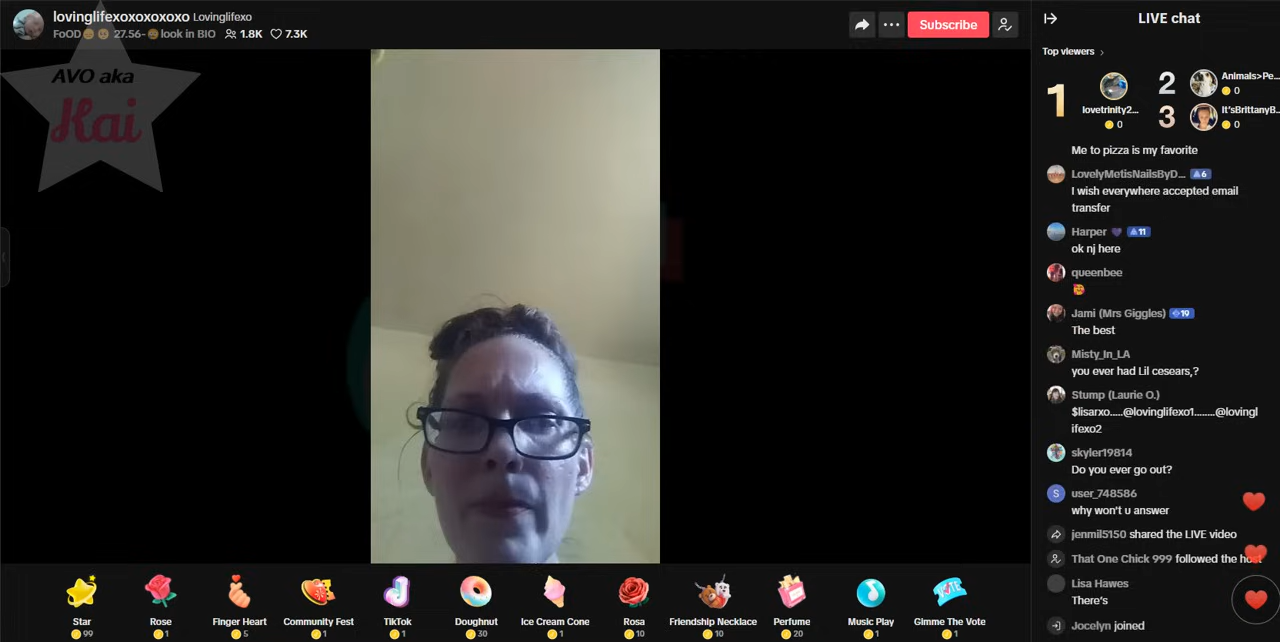 lovinglifexoxoxoxoxo Lovinglifexo
FoOD😔😔 27.56-😔look in BIO 1.8K 7.3K
Subscribe
AVO aka
Kai
LIVE chat
Top viewers >
1
lovetrinity2...
0
2
Animals>Pe...
0
3
It'sBrittanyB...
0
Me to pizza is my favorite
LovelyMetisNailsByD... 6
I wish everywhere accepted email
transfer
Harper 💜 11
ok nj here
queenbee
🥰
Jami (Mrs Giggles) 19
The best
Misty_In_LA
you ever had Lil cesears,?
Stump (Laurie O.)
$lisarxo.....@lovinglifexo1........@lovingl
ifexo2
skyler19814
Do you ever go out?
S
user_748586
why won't u answer
jenmil5150 shared the LIVE video
That One Chick 999 followed the host
Lisa Hawes
There's
Jocelyn joined
Star
99
Rose
1
Finger Heart
5
Community Fest
1
TikTok
1
Doughnut
30
Ice Cream Cone
1
Rosa
10
Friendship Necklace
10
Perfume
20
Music Play
1
VOTE
Gimme The Vote
1